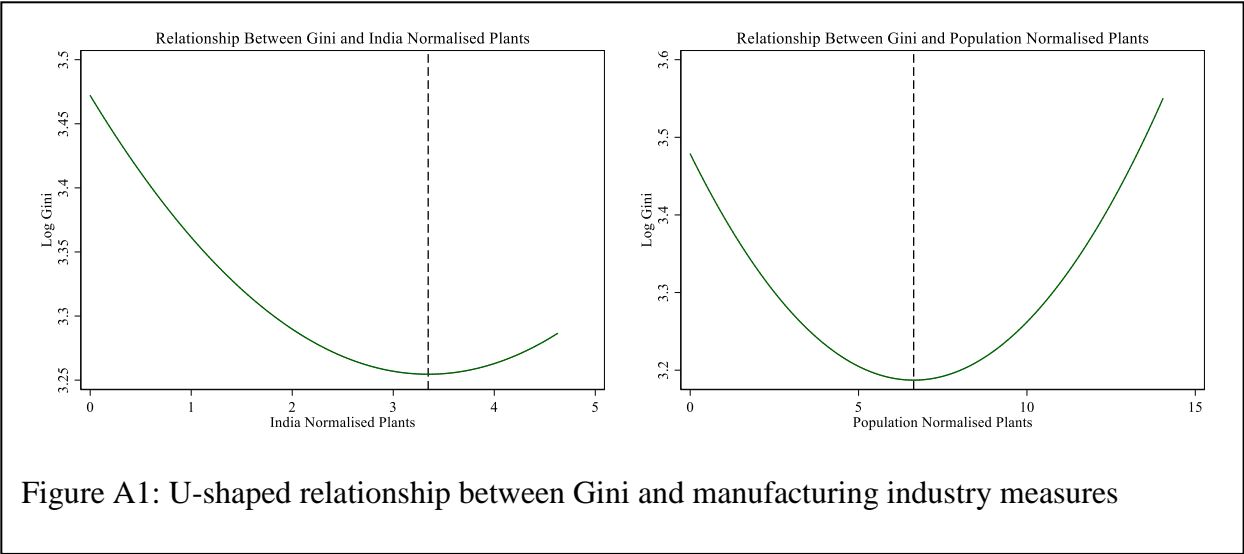 Relationship Between Gini and India Normalised Plants
3.5
3.45
3.4
3.35
3.3
3.25
Log Gini
0 1 2 3 4 5
India Normalised Plants
Relationship Between Gini and Population Normalised Plants
3.6
3.5
3.4
3.3
3.2
Log Gini
0 5 10 15
Population Normalised Plants
Figure A1: U-shaped relationship between Gini and manufacturing industry measures